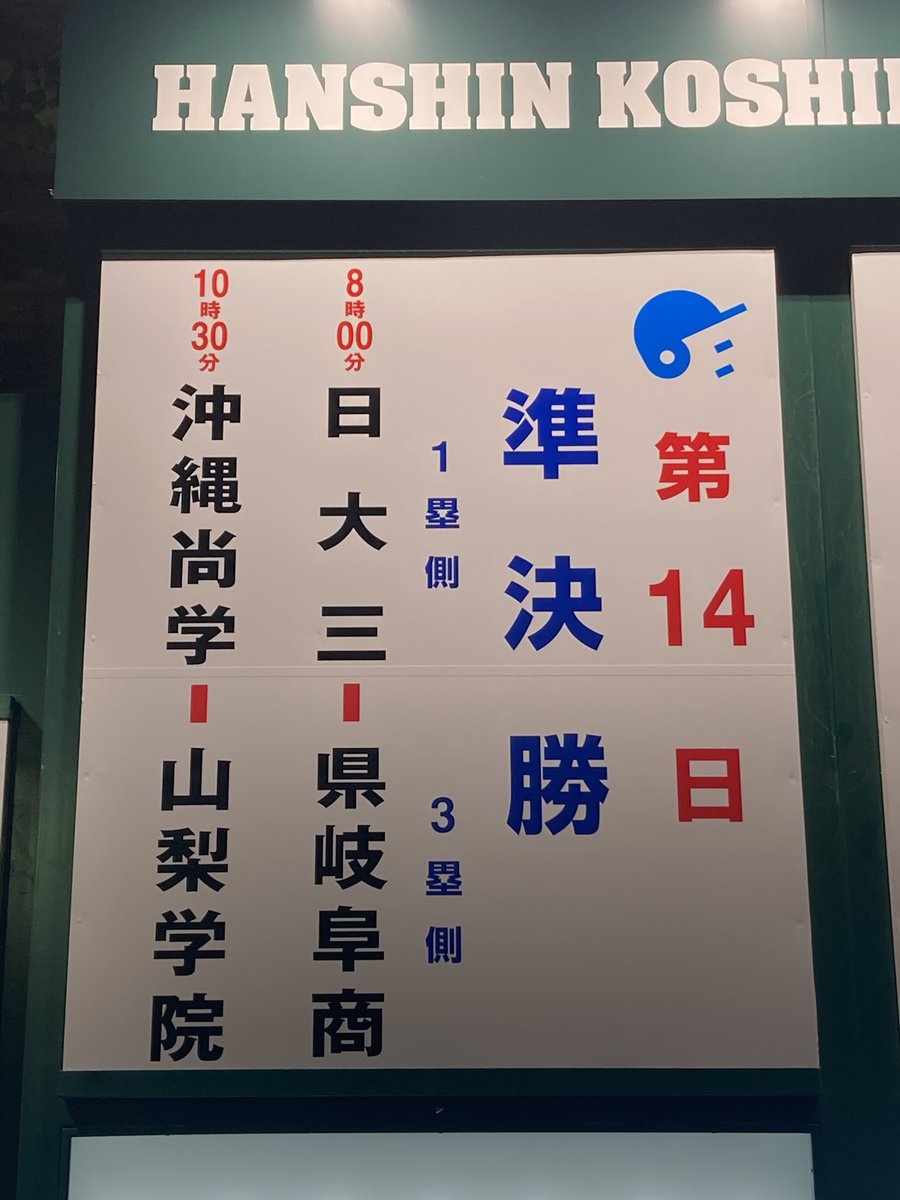 HANSHIN KOSHI
第14日
準決勝
1塁側
3塁側
8時00分
日大三 - 県岐阜商
10時30分
沖縄尚学 - 山梨学院